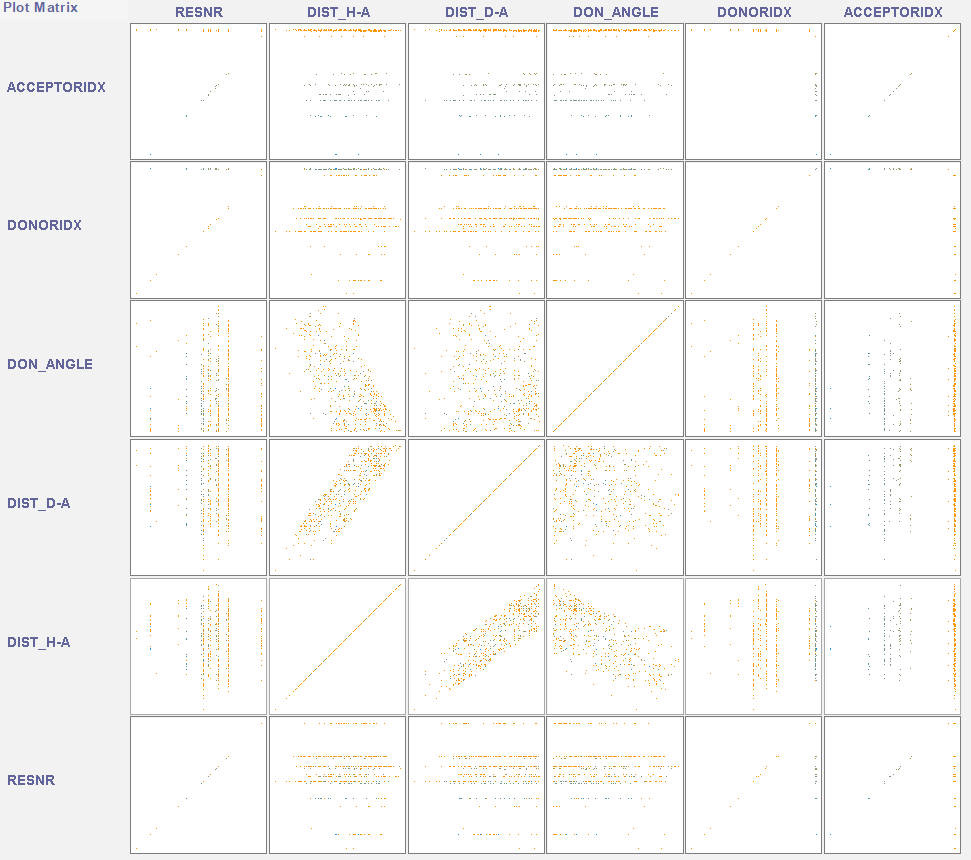 Plot Matrix
RESNR DIST_H-A DIST_D-A DON_ANGLE DONORIDX ACCEPTORIDX
ACCEPTORIDX
DONORIDX
DON_ANGLE
DIST_D-A
DIST_H-A
RESNR